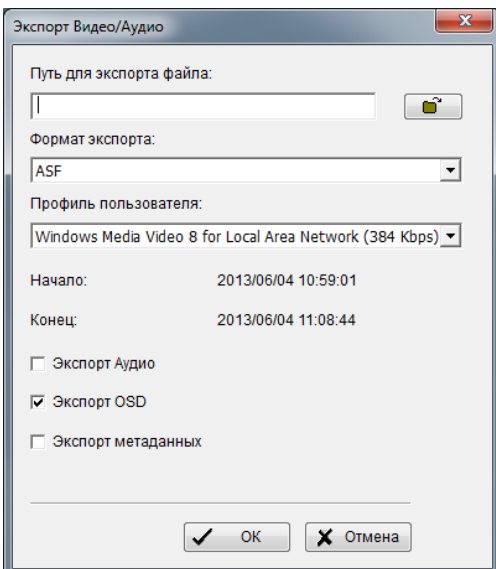 Экспорт Видео/Аудио
Путь для экспорта файла:
Формат экспорта:
ASF
Профиль пользователя:
Windows Media Video 8 for Local Area Network (384 Kbps)
Начало: 2013/06/04 10:59:01
Конец: 2013/06/04 11:08:44
Экспорт Аудио
Экспорт OSD
Экспорт метаданных
ОК Отмена